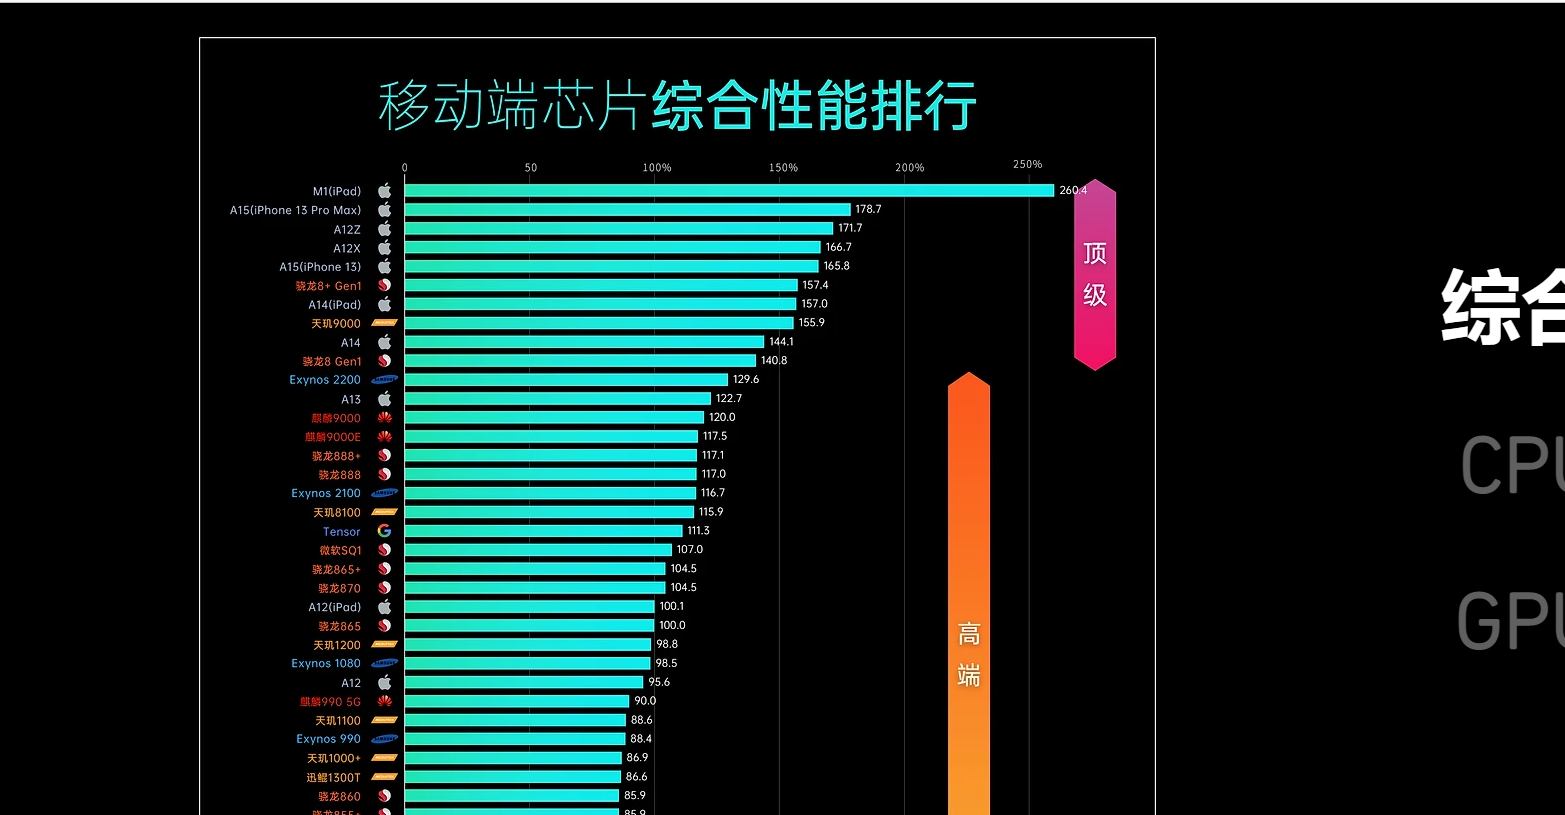 移动端芯片综合性能排行
0 50 100% 150% 200% 250%
M1(iPad) 260.4
A15(iPhone 13 Pro Max) 178.7
A12Z 171.7
A12X 166.7
A15(iPhone 13) 165.8
骁龙8+ Gen1 157.4
A14(iPad) 157.0
天玑9000 155.9
A14 144.1
骁龙8 Gen1 140.8
Exynos 2200 129.6
A13 122.7
麒麟9000 120.0
麒麟9000E 117.5
骁龙888+ 117.1
骁龙888 117.0
Exynos 2100 116.7
天玑8100 115.9
Tensor 111.3
微软SQ1 107.0
骁龙865+ 104.5
骁龙870 104.5
A12(iPad) 100.1
骁龙865 100.0
天玑1200 98.8
Exynos 1080 98.5
A12 95.6
麒麟990 5G 90.0
天玑1100 88.6
Exynos 990 88.4
天玑1000+ 86.9
迅鲲1300T 86.6
骁龙860 85.9
骁龙855+ 85.9
顶级
高端
综合
CPU
GPU